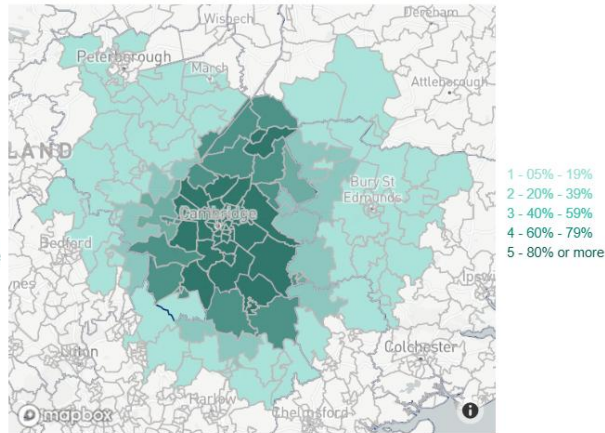 Wisbech
Dereham
Peterborough
March
Attleborough
LAND
Bury St
Edmunds
Cambridge
Bedford
Ipsw
nes
Luton
Colchester
Harlow
Chelmsford
mapbox
1 - 05% - 19%
2 - 20% - 39%
3 - 40% - 59%
4 - 60% - 79%
5 - 80% or more